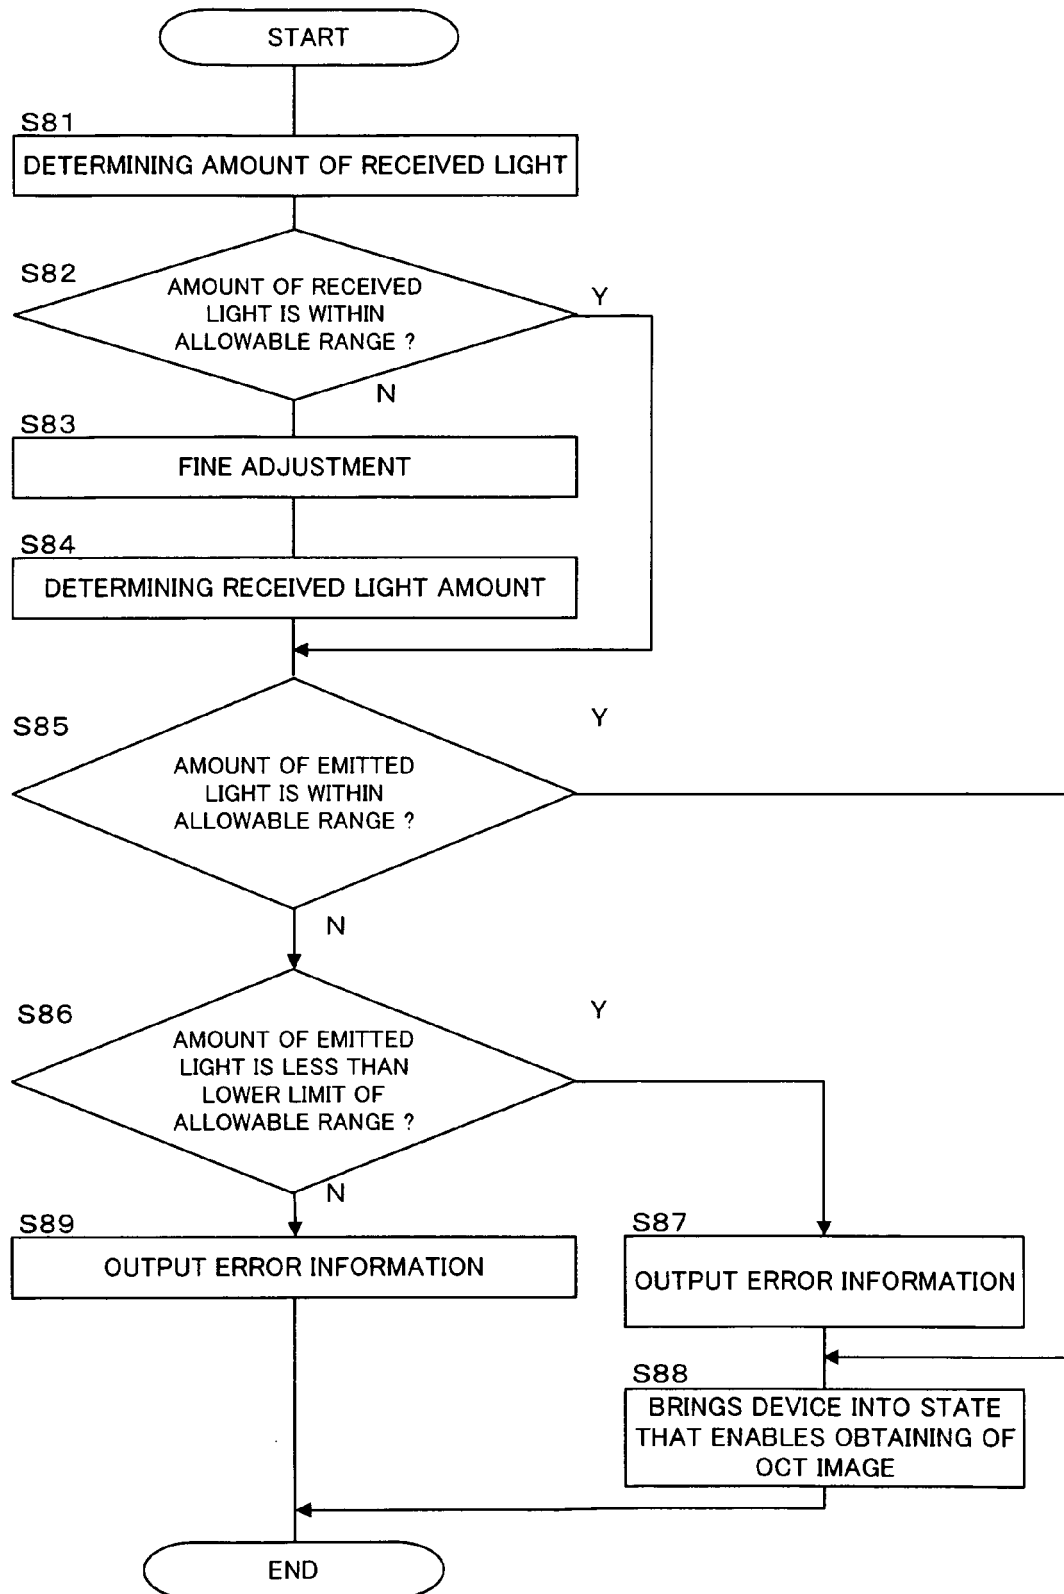 START
S81
DETERMINING AMOUNT OF RECEIVED LIGHT
S82
AMOUNT OF RECEIVED
LIGHT IS WITHIN
ALLOWABLE RANGE ?
Y
N
S83
FINE ADJUSTMENT
S84
DETERMINING RECEIVED LIGHT AMOUNT
S85
AMOUNT OF EMITTED
LIGHT IS WITHIN
ALLOWABLE RANGE ?
Y
N
S86
AMOUNT OF EMITTED
LIGHT IS LESS THAN
LOWER LIMIT OF
ALLOWABLE RANGE ?
Y
N
S89
OUTPUT ERROR INFORMATION
S87
OUTPUT ERROR INFORMATION
S88
BRINGS DEVICE INTO STATE
THAT ENABLES OBTAINING OF
OCT IMAGE
END